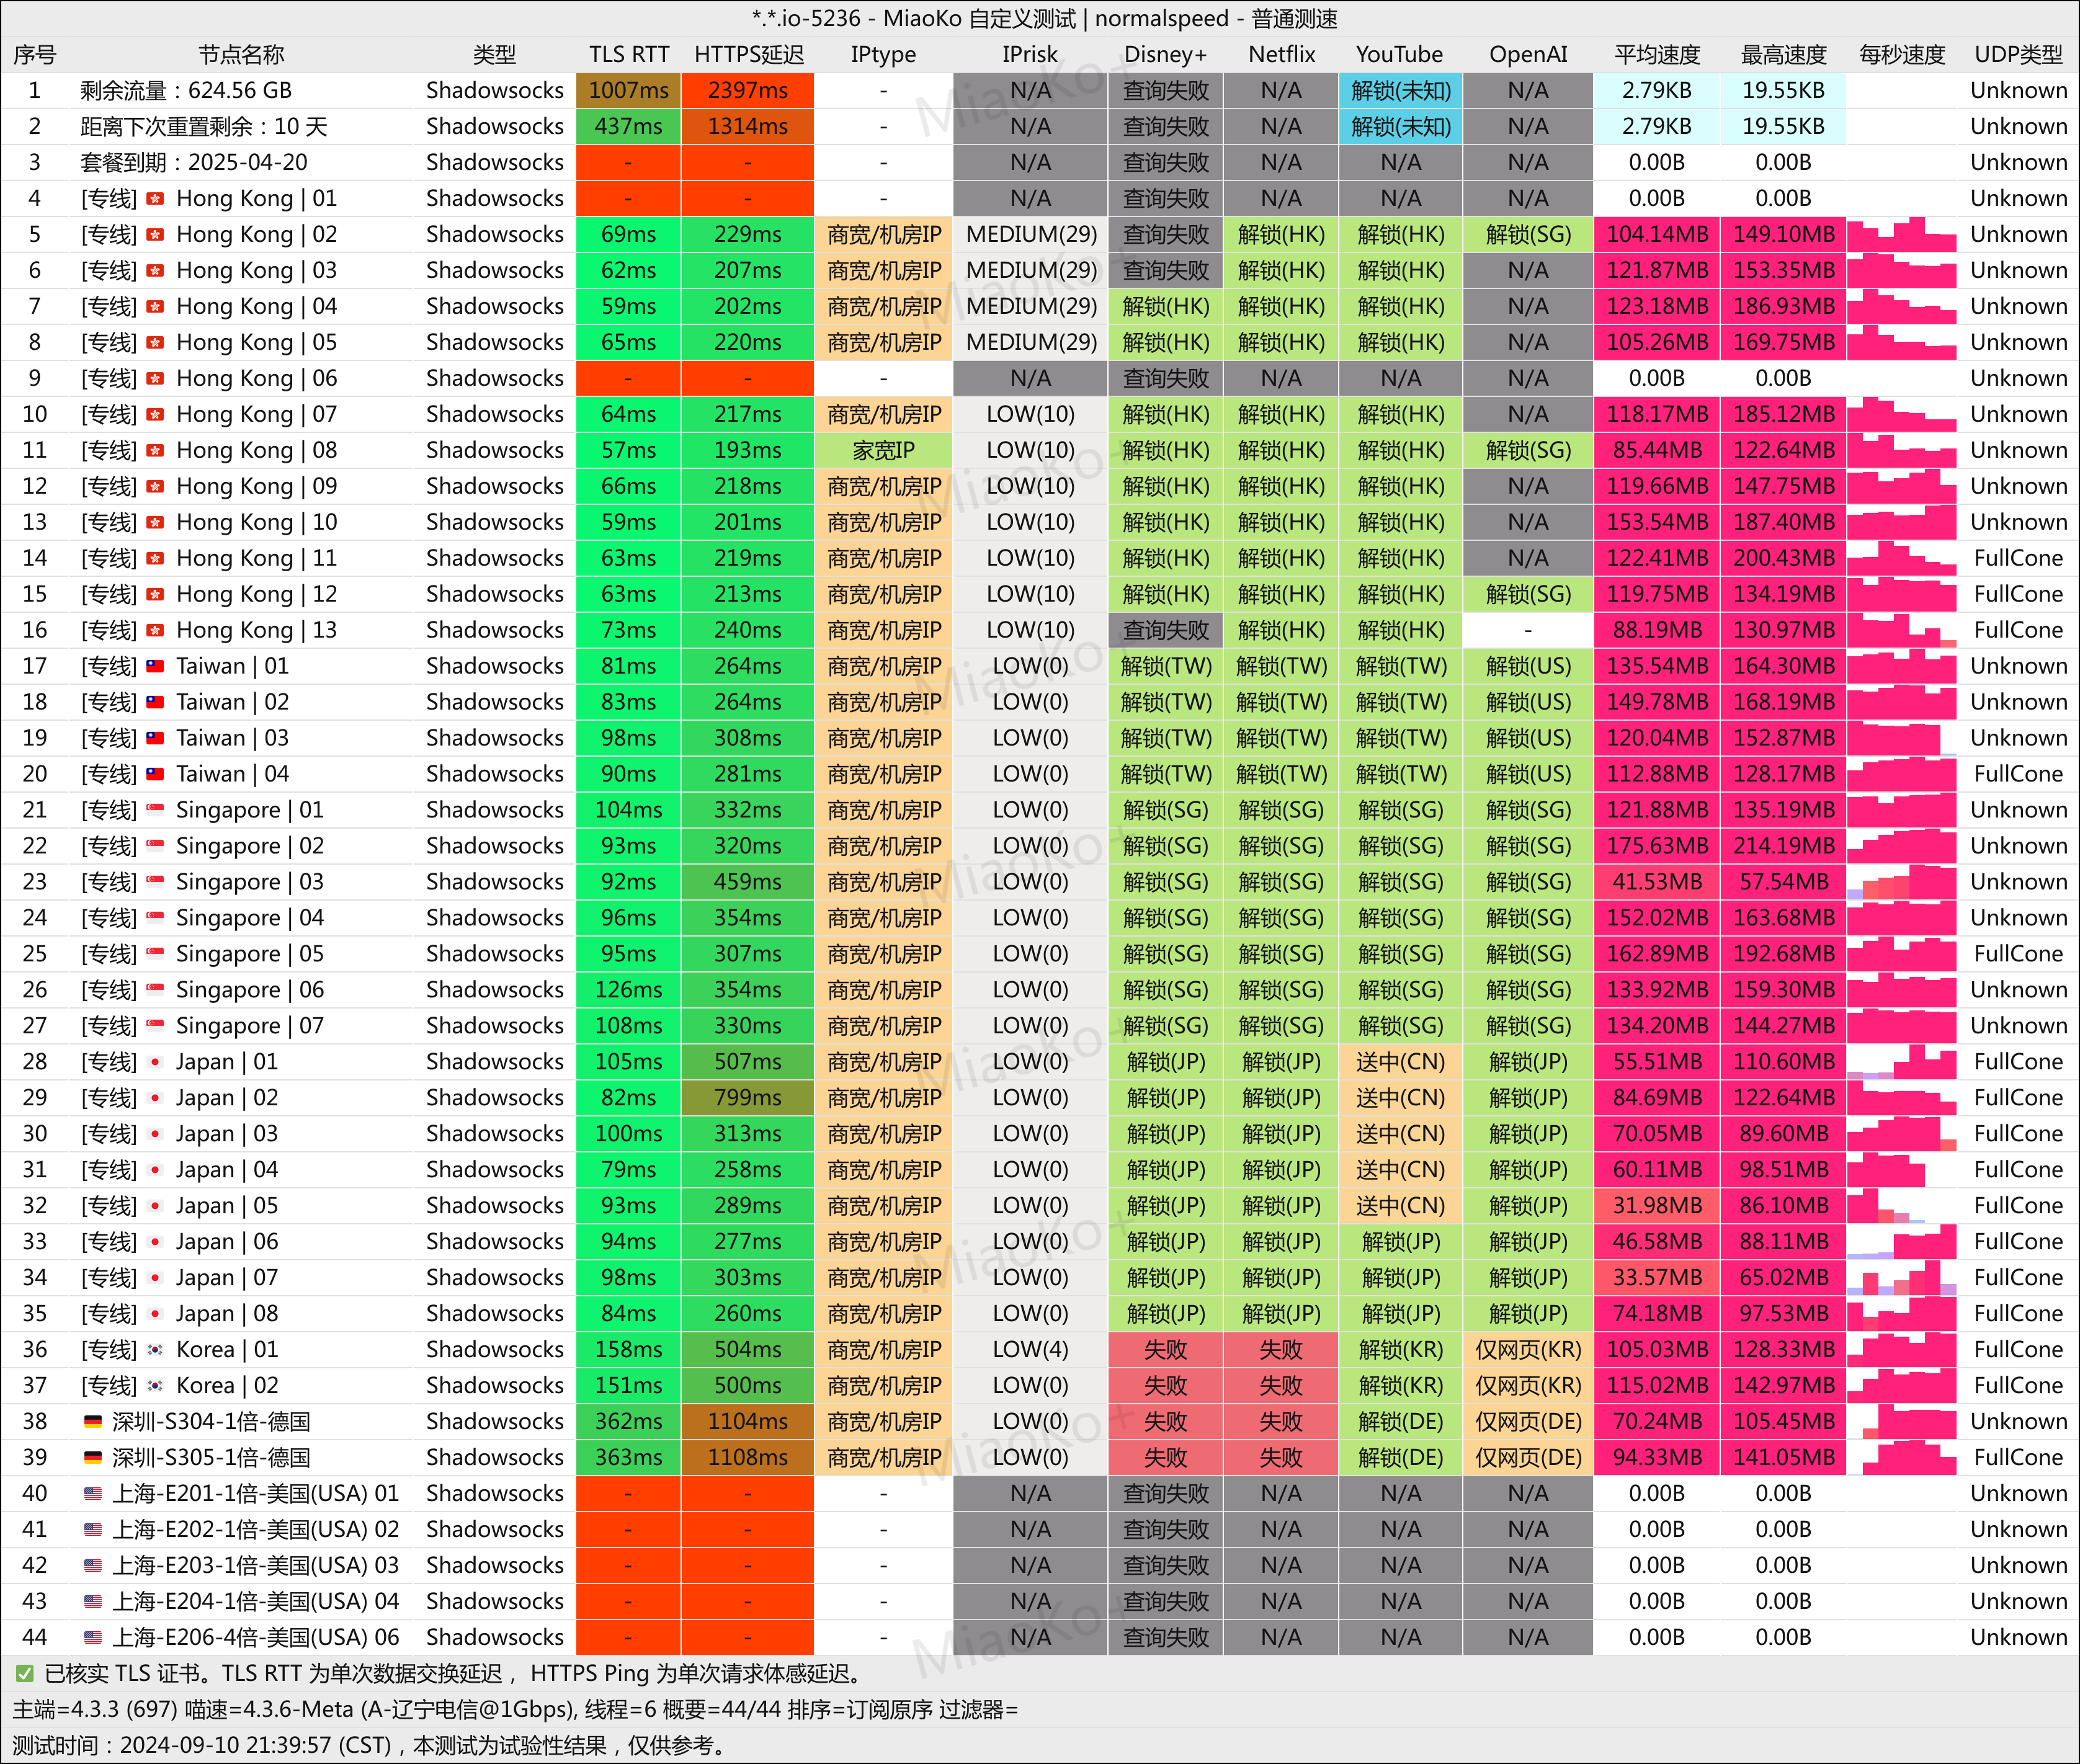 *.*.io-5236 - MiaoKo 自定义测试 | normalspeed - 普通测速
序号 节点名称 类型 TLS RTT HTTPS延迟 IPtype IPrisk Disney+ Netflix YouTube OpenAI 平均速度 最高速度 每秒速度 UDP类型
1 剩余流量：624.56 GB Shadowsocks 1007ms 2397ms - N/A 查询失败 N/A 解锁(未知) N/A 2.79KB 19.55KB Unknown
2 距离下次重置剩余：10 天 Shadowsocks 437ms 1314ms - N/A 查询失败 N/A 解锁(未知) N/A 2.79KB 19.55KB Unknown
3 套餐到期：2025-04-20 Shadowsocks - - - N/A 查询失败 N/A N/A N/A 0.00B 0.00B Unknown
4 [专线] Hong Kong | 01 Shadowsocks - - - N/A 查询失败 N/A N/A N/A 0.00B 0.00B Unknown
5 [专线] Hong Kong | 02 Shadowsocks 69ms 229ms 商宽/机房IP MEDIUM(29) 查询失败 解锁(HK) 解锁(HK) 解锁(SG) 104.14MB 149.10MB Unknown
6 [专线] Hong Kong | 03 Shadowsocks 62ms 207ms 商宽/机房IP MEDIUM(29) 查询失败 解锁(HK) 解锁(HK) N/A 121.87MB 153.35MB Unknown
7 [专线] Hong Kong | 04 Shadowsocks 59ms 202ms 商宽/机房IP MEDIUM(29) 解锁(HK) 解锁(HK) 解锁(HK) N/A 123.18MB 186.93MB Unknown
8 [专线] Hong Kong | 05 Shadowsocks 65ms 220ms 商宽/机房IP MEDIUM(29) 解锁(HK) 解锁(HK) 解锁(HK) N/A 105.26MB 169.75MB Unknown
9 [专线] Hong Kong | 06 Shadowsocks - - - N/A 查询失败 N/A N/A N/A 0.00B 0.00B Unknown
10 [专线] Hong Kong | 07 Shadowsocks 64ms 217ms 商宽/机房IP LOW(10) 解锁(HK) 解锁(HK) 解锁(HK) N/A 118.17MB 185.12MB Unknown
11 [专线] Hong Kong | 08 Shadowsocks 57ms 193ms 家宽IP LOW(10) 解锁(HK) 解锁(HK) 解锁(HK) 解锁(SG) 85.44MB 122.64MB Unknown
12 [专线] Hong Kong | 09 Shadowsocks 66ms 218ms 商宽/机房IP LOW(10) 解锁(HK) 解锁(HK) 解锁(HK) N/A 119.66MB 147.75MB Unknown
13 [专线] Hong Kong | 10 Shadowsocks 59ms 201ms 商宽/机房IP LOW(10) 解锁(HK) 解锁(HK) 解锁(HK) N/A 153.54MB 187.40MB Unknown
14 [专线] Hong Kong | 11 Shadowsocks 63ms 219ms 商宽/机房IP LOW(10) 解锁(HK) 解锁(HK) 解锁(HK) N/A 122.41MB 200.43MB FullCone
15 [专线] Hong Kong | 12 Shadowsocks 63ms 213ms 商宽/机房IP LOW(10) 解锁(HK) 解锁(HK) 解锁(HK) 解锁(SG) 119.75MB 134.19MB FullCone
16 [专线] Hong Kong | 13 Shadowsocks 73ms 240ms 商宽/机房IP LOW(10) 查询失败 解锁(HK) 解锁(HK) - 88.19MB 130.97MB FullCone
17 [专线] Taiwan | 01 Shadowsocks 81ms 264ms 商宽/机房IP LOW(0) 解锁(TW) 解锁(TW) 解锁(TW) 解锁(US) 135.54MB 164.30MB Unknown
18 [专线] Taiwan | 02 Shadowsocks 83ms 264ms 商宽/机房IP LOW(0) 解锁(TW) 解锁(TW) 解锁(TW) 解锁(US) 149.78MB 168.19MB Unknown
19 [专线] Taiwan | 03 Shadowsocks 98ms 308ms 商宽/机房IP LOW(0) 解锁(TW) 解锁(TW) 解锁(TW) 解锁(US) 120.04MB 152.87MB Unknown
20 [专线] Taiwan | 04 Shadowsocks 90ms 281ms 商宽/机房IP LOW(0) 解锁(TW) 解锁(TW) 解锁(TW) 解锁(US) 112.88MB 128.17MB FullCone
21 [专线] Singapore | 01 Shadowsocks 104ms 332ms 商宽/机房IP LOW(0) 解锁(SG) 解锁(SG) 解锁(SG) 解锁(SG) 121.88MB 135.19MB Unknown
22 [专线] Singapore | 02 Shadowsocks 93ms 320ms 商宽/机房IP LOW(0) 解锁(SG) 解锁(SG) 解锁(SG) 解锁(SG) 175.63MB 214.19MB Unknown
23 [专线] Singapore | 03 Shadowsocks 92ms 459ms 商宽/机房IP LOW(0) 解锁(SG) 解锁(SG) 解锁(SG) 解锁(SG) 41.53MB 57.54MB Unknown
24 [专线] Singapore | 04 Shadowsocks 96ms 354ms 商宽/机房IP LOW(0) 解锁(SG) 解锁(SG) 解锁(SG) 解锁(SG) 152.02MB 163.68MB Unknown
25 [专线] Singapore | 05 Shadowsocks 95ms 307ms 商宽/机房IP LOW(0) 解锁(SG) 解锁(SG) 解锁(SG) 解锁(SG) 162.89MB 192.68MB FullCone
26 [专线] Singapore | 06 Shadowsocks 126ms 354ms 商宽/机房IP LOW(0) 解锁(SG) 解锁(SG) 解锁(SG) 解锁(SG) 133.92MB 159.30MB Unknown
27 [专线] Singapore | 07 Shadowsocks 108ms 330ms 商宽/机房IP LOW(0) 解锁(SG) 解锁(SG) 解锁(SG) 解锁(SG) 134.20MB 144.27MB Unknown
28 [专线] Japan | 01 Shadowsocks 105ms 507ms 商宽/机房IP LOW(0) 解锁(JP) 解锁(JP) 送中(CN) 解锁(JP) 55.51MB 110.60MB FullCone
29 [专线] Japan | 02 Shadowsocks 82ms 799ms 商宽/机房IP LOW(0) 解锁(JP) 解锁(JP) 送中(CN) 解锁(JP) 84.69MB 122.64MB FullCone
30 [专线] Japan | 03 Shadowsocks 100ms 313ms 商宽/机房IP LOW(0) 解锁(JP) 解锁(JP) 送中(CN) 解锁(JP) 70.05MB 89.60MB FullCone
31 [专线] Japan | 04 Shadowsocks 79ms 258ms 商宽/机房IP LOW(0) 解锁(JP) 解锁(JP) 送中(CN) 解锁(JP) 60.11MB 98.51MB FullCone
32 [专线] Japan | 05 Shadowsocks 93ms 289ms 商宽/机房IP LOW(0) 解锁(JP) 解锁(JP) 送中(CN) 解锁(JP) 31.98MB 86.10MB FullCone
33 [专线] Japan | 06 Shadowsocks 94ms 277ms 商宽/机房IP LOW(0) 解锁(JP) 解锁(JP) 解锁(JP) 解锁(JP) 46.58MB 88.11MB FullCone
34 [专线] Japan | 07 Shadowsocks 98ms 303ms 商宽/机房IP LOW(0) 解锁(JP) 解锁(JP) 解锁(JP) 解锁(JP) 33.57MB 65.02MB FullCone
35 [专线] Japan | 08 Shadowsocks 84ms 260ms 商宽/机房IP LOW(0) 解锁(JP) 解锁(JP) 解锁(JP) 解锁(JP) 74.18MB 97.53MB FullCone
36 [专线] Korea | 01 Shadowsocks 158ms 504ms 商宽/机房IP LOW(4) 失败 失败 解锁(KR) 仅网页(KR) 105.03MB 128.33MB FullCone
37 [专线] Korea | 02 Shadowsocks 151ms 500ms 商宽/机房IP LOW(0) 失败 失败 解锁(KR) 仅网页(KR) 115.02MB 142.97MB FullCone
38 深圳-S304-1倍-德国 Shadowsocks 362ms 1104ms 商宽/机房IP LOW(0) 失败 失败 解锁(DE) 仅网页(DE) 70.24MB 105.45MB Unknown
39 深圳-S305-1倍-德国 Shadowsocks 363ms 1108ms 商宽/机房IP LOW(0) 失败 失败 解锁(DE) 仅网页(DE) 94.33MB 141.05MB FullCone
40 上海-E201-1倍-美国(USA) 01 Shadowsocks - - - N/A 查询失败 N/A N/A N/A 0.00B 0.00B Unknown
41 上海-E202-1倍-美国(USA) 02 Shadowsocks - - - N/A 查询失败 N/A N/A N/A 0.00B 0.00B Unknown
42 上海-E203-1倍-美国(USA) 03 Shadowsocks - - - N/A 查询失败 N/A N/A N/A 0.00B 0.00B Unknown
43 上海-E204-1倍-美国(USA) 04 Shadowsocks - - - N/A 查询失败 N/A N/A N/A 0.00B 0.00B Unknown
44 上海-E206-4倍-美国(USA) 06 Shadowsocks - - - N/A 查询失败 N/A N/A N/A 0.00B 0.00B Unknown
✅ 已核实 TLS 证书。TLS RTT 为单次数据交换延迟， HTTPS Ping 为单次请求体感延迟。
主端=4.3.3 (697) 喵速=4.3.6-Meta (A-辽宁电信@1Gbps), 线程=6 概要=44/44 排序=订阅原序 过滤器=
测试时间：2024-09-10 21:39:57 (CST)，本测试为试验性结果，仅供参考。